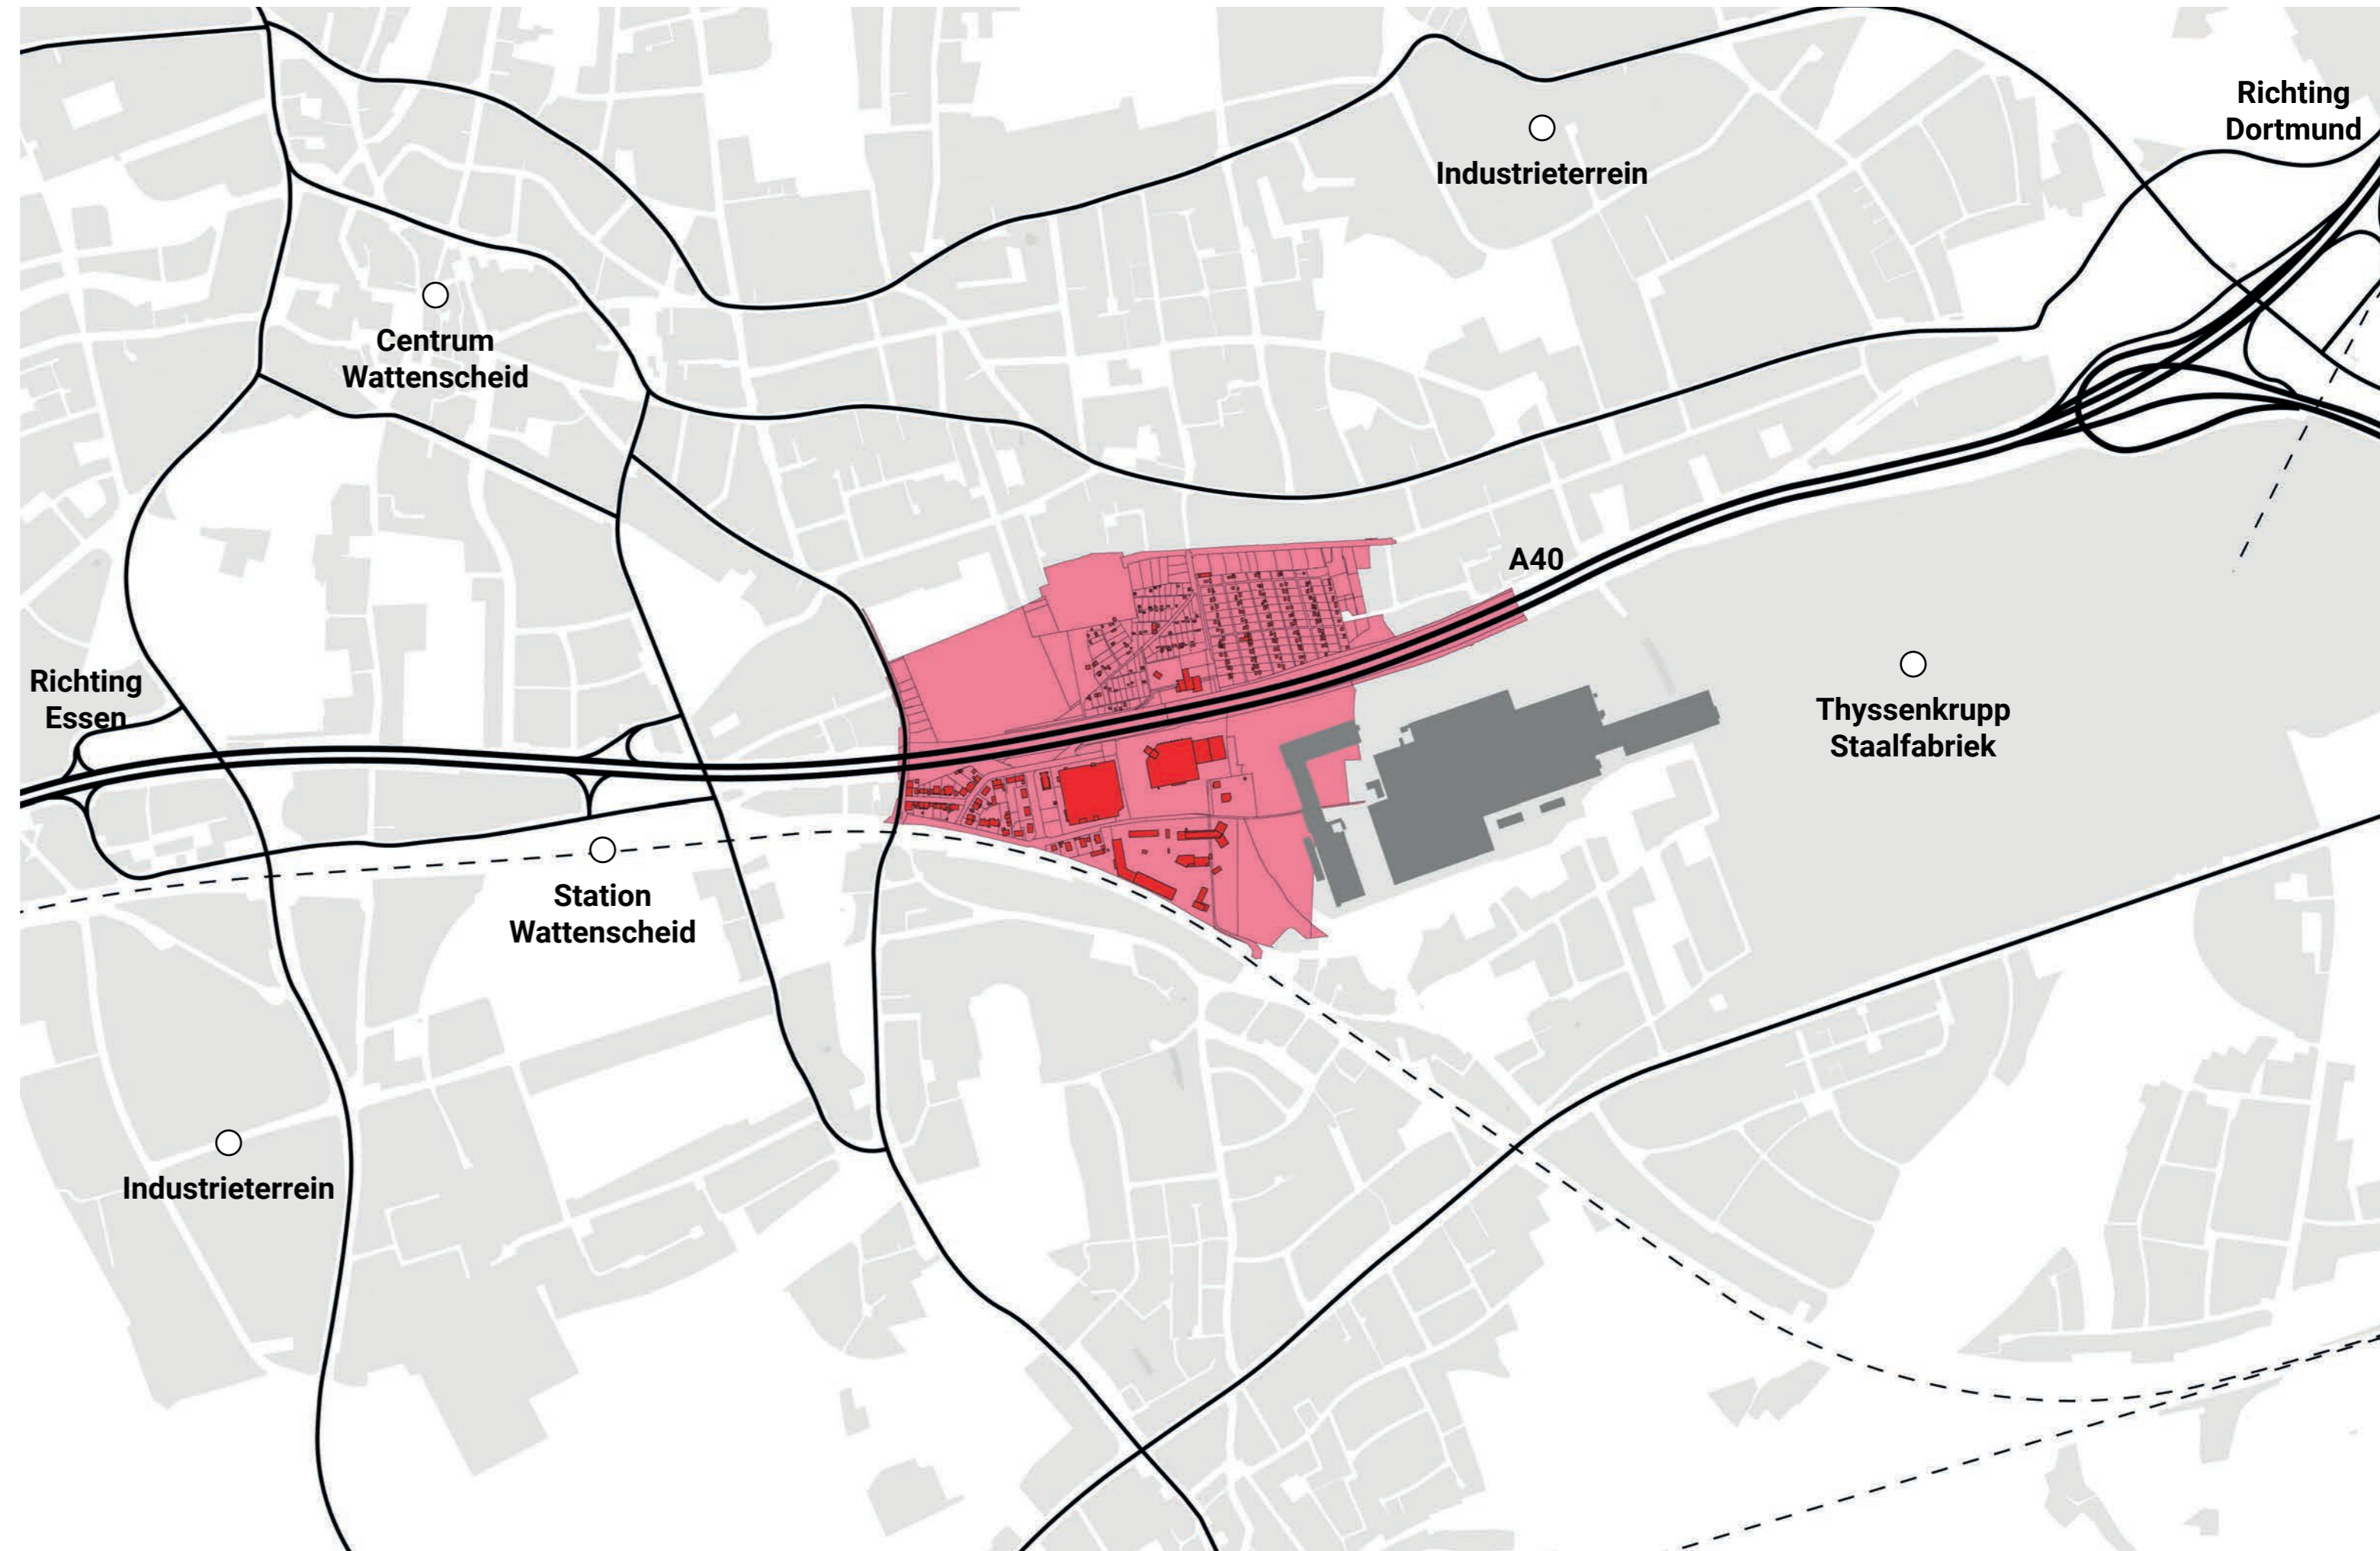 Richting
Dortmund
Industrieterrein
Centrum
Wattenscheid
A40
Richting
Essen
Thyssenkrupp
Staalfabriek
Station
Wattenscheid
Industrieterrein